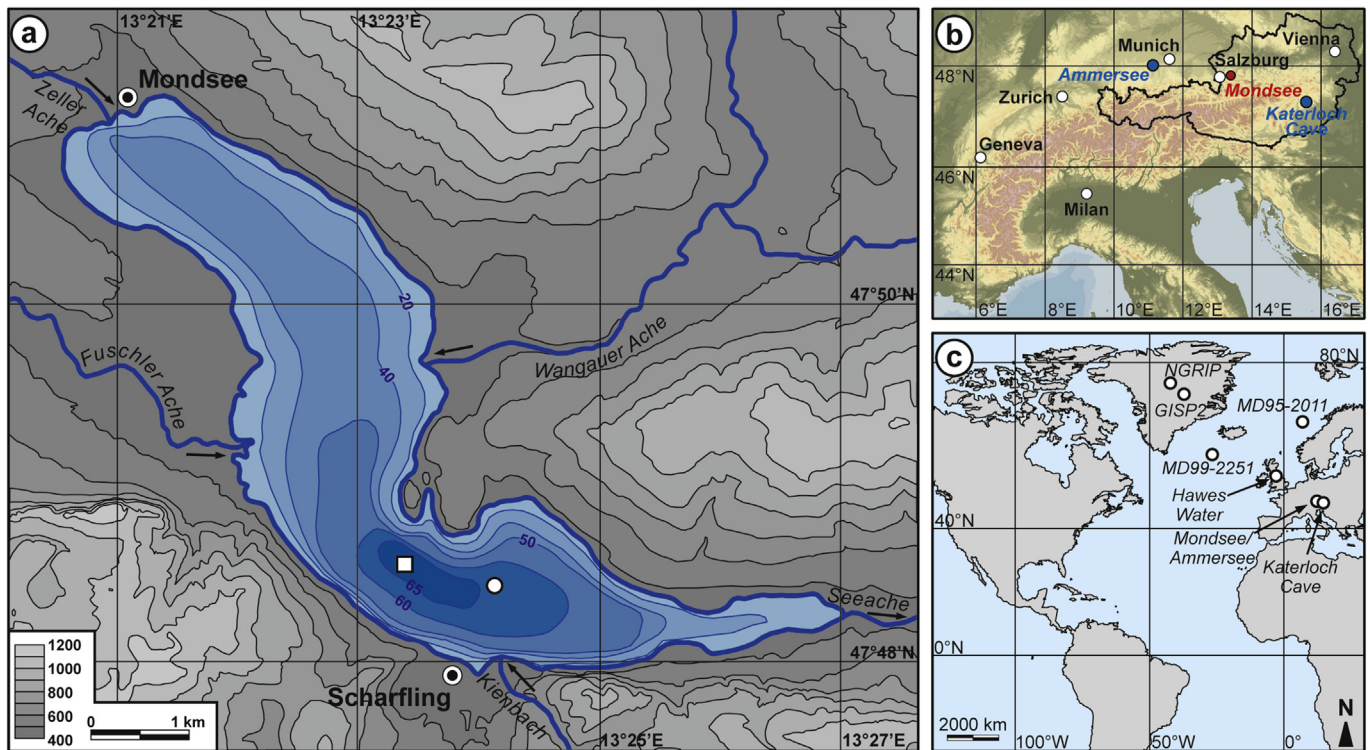 a
13°21'E
13°23'E
Mondsee
Zeller
Ache
20
47°50'N
40
Wangauer Ache
Fuschler Ache
50
65
60
Seeache
47°48'N
Scharfling
Kienbach
13°25'E
13°27'E
1200
1000
800
600
400
0 1 km
b
Munich
Vienna
Salzburg
48°N
Ammersee
Mondsee
Zurich
Katerloch
Cave
Geneva
46°N
Milan
44°N
6°E
8°E
10°E
12°E
14°E
16°E
c
80°N
NGRIP
GISP2
MD95-2011
MD99-2251
Hawes
Water
40°N
Mondsee/
Ammersee
Katerloch
Cave
0°N
N
2000 km
100°W
50°W
0°